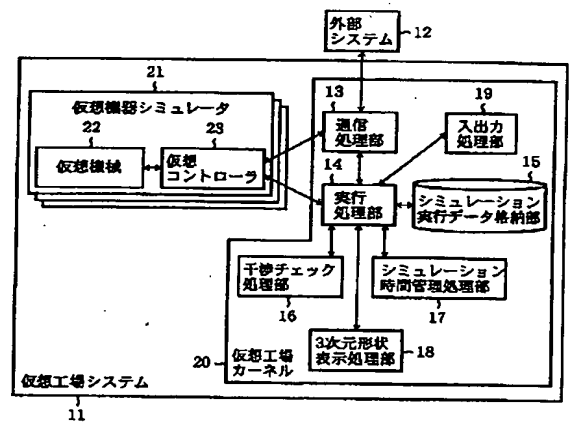 外部
システム
12
21
仮想機器シミュレータ
22
23
仮想機械
仮想
コントローラ
13
通信
処理部
19
入出力
処理部
14
実行
処理部
15
シミュレーション
実行データ格納部
干渉チェック
処理部
16
シミュレーション
時間管理処理部
17
3次元形状
表示処理部
18
20
仮想工場
カーネル
仮想工場システム
11